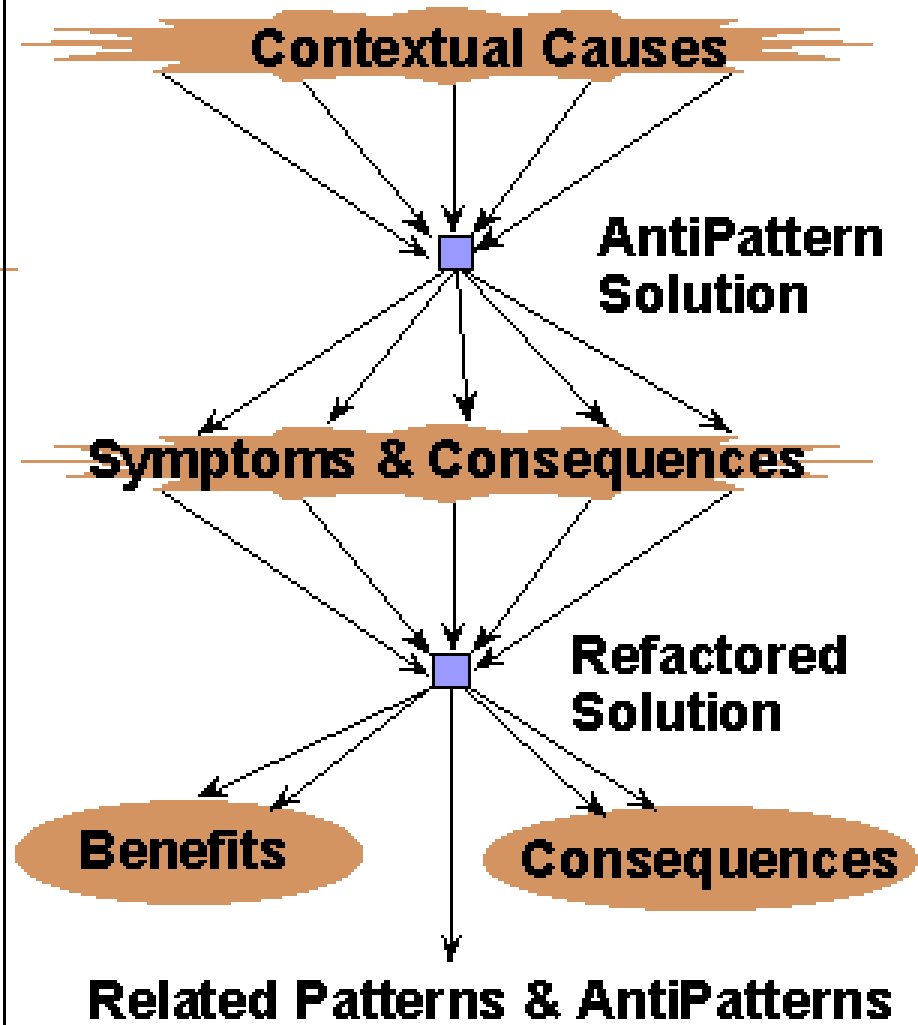 Contextual Causes
AntiPattern
Solution
Symptoms & Consequences
Refactored
Solution
Benefits
Consequences
Related Patterns & AntiPatterns